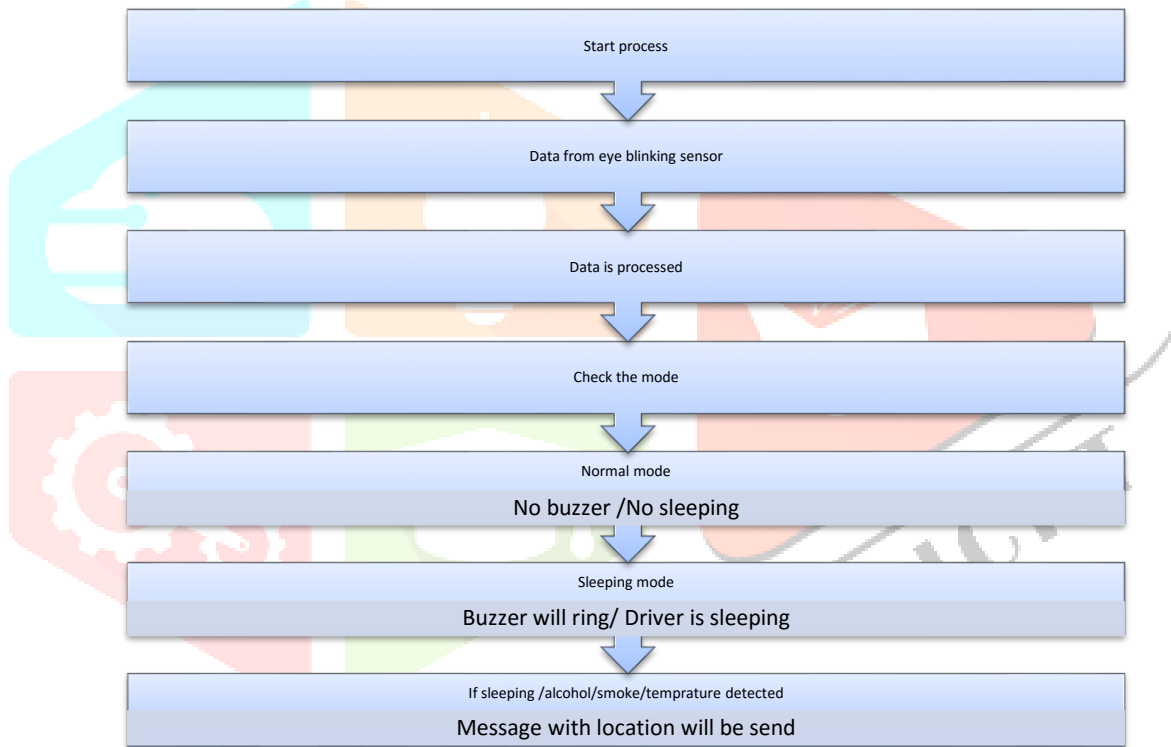 Start process
Data from eye blinking sensor
Data is processed
Check the mode
Normal mode
No buzzer /No sleeping
Sleeping mode
Buzzer will ring/ Driver is sleeping
If sleeping /alcohol/smoke/temprature detected
Message with location will be send